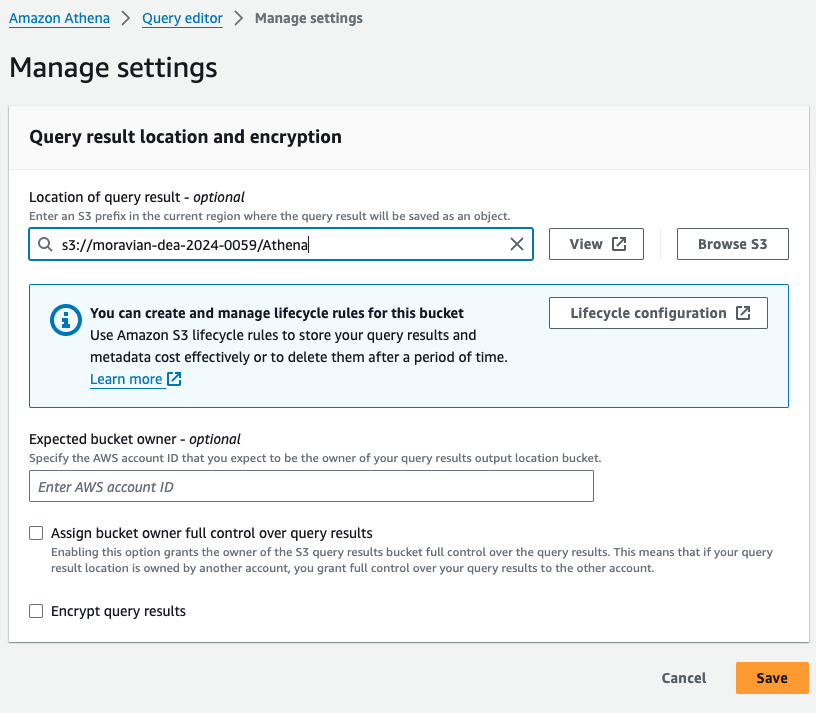 Amazon Athena > Query editor > Manage settings
Manage settings
Query result location and encryption
Location of query result - optional
Enter an S3 prefix in the current region where the query result will be saved as an object.
s3://moravian-dea-2024-0059/Athena
View
Browse S3
You can create and manage lifecycle rules for this bucket
Lifecycle configuration
Use Amazon S3 lifecycle rules to store your query results and
metadata cost effectively or to delete them after a period of time.
Learn more
Expected bucket owner - optional
Specify the AWS account ID that you expect to be the owner of your query results output location bucket.
Enter AWS account ID
Assign bucket owner full control over query results
Enabling this option grants the owner of the S3 query results bucket full control over the query results. This means that if your query
result location is owned by another account, you grant full control over your query results to the other account.
Encrypt query results
Cancel
Save